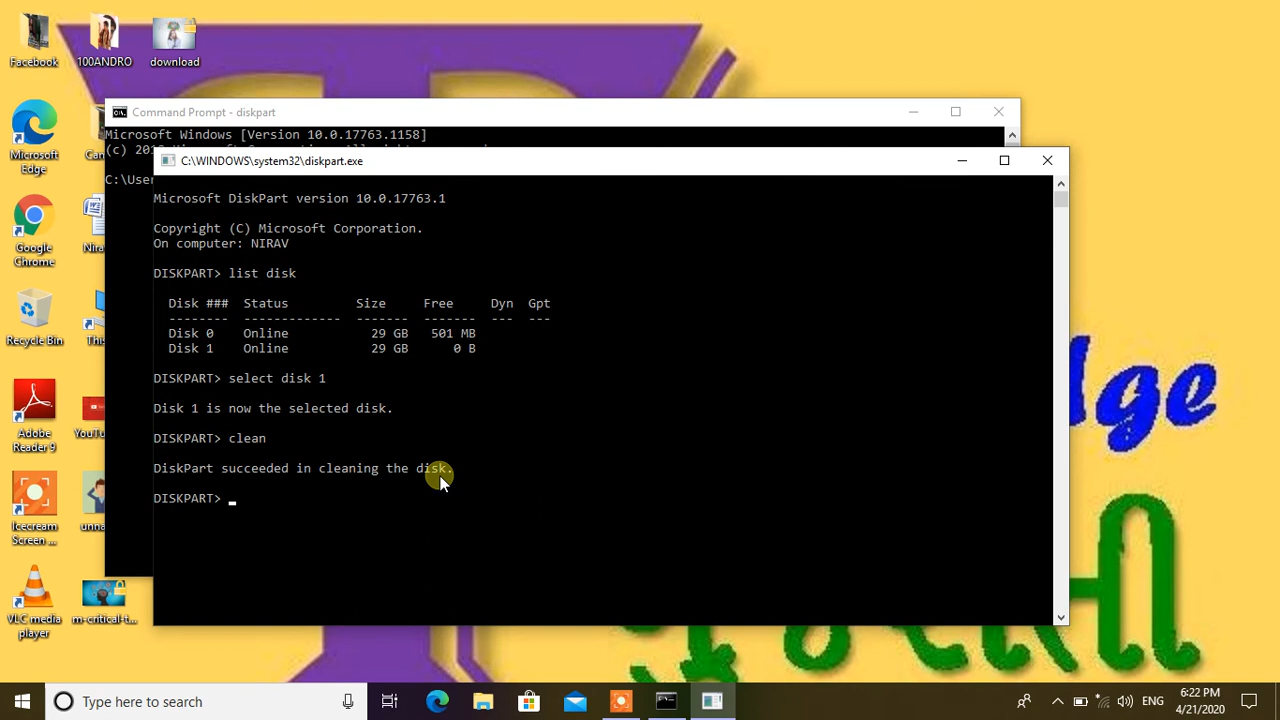 Facebook
100ANDRO
download
Microsoft Edge
Google Chrome
Recycle Bin
Adobe Reader 9
Icecream Screen ...
VLC media player
m-critical-t...
Command Prompt - diskpart
Microsoft Windows [Version 10.0.17763.1158]
C:\WINDOWS\system32\diskpart.exe
Microsoft DiskPart version 10.0.17763.1
Copyright (C) Microsoft Corporation.
On computer: NIRAV
DISKPART> list disk
Disk ### Status Size Free Dyn Gpt
-------- ------------- ------- ------- --- ---
Disk 0 Online 29 GB 501 MB
Disk 1 Online 29 GB 0 B
DISKPART> select disk 1
Disk 1 is now the selected disk.
DISKPART> clean
DiskPart succeeded in cleaning the disk.
DISKPART>
Type here to search
ENG
6:22 PM
4/21/2020